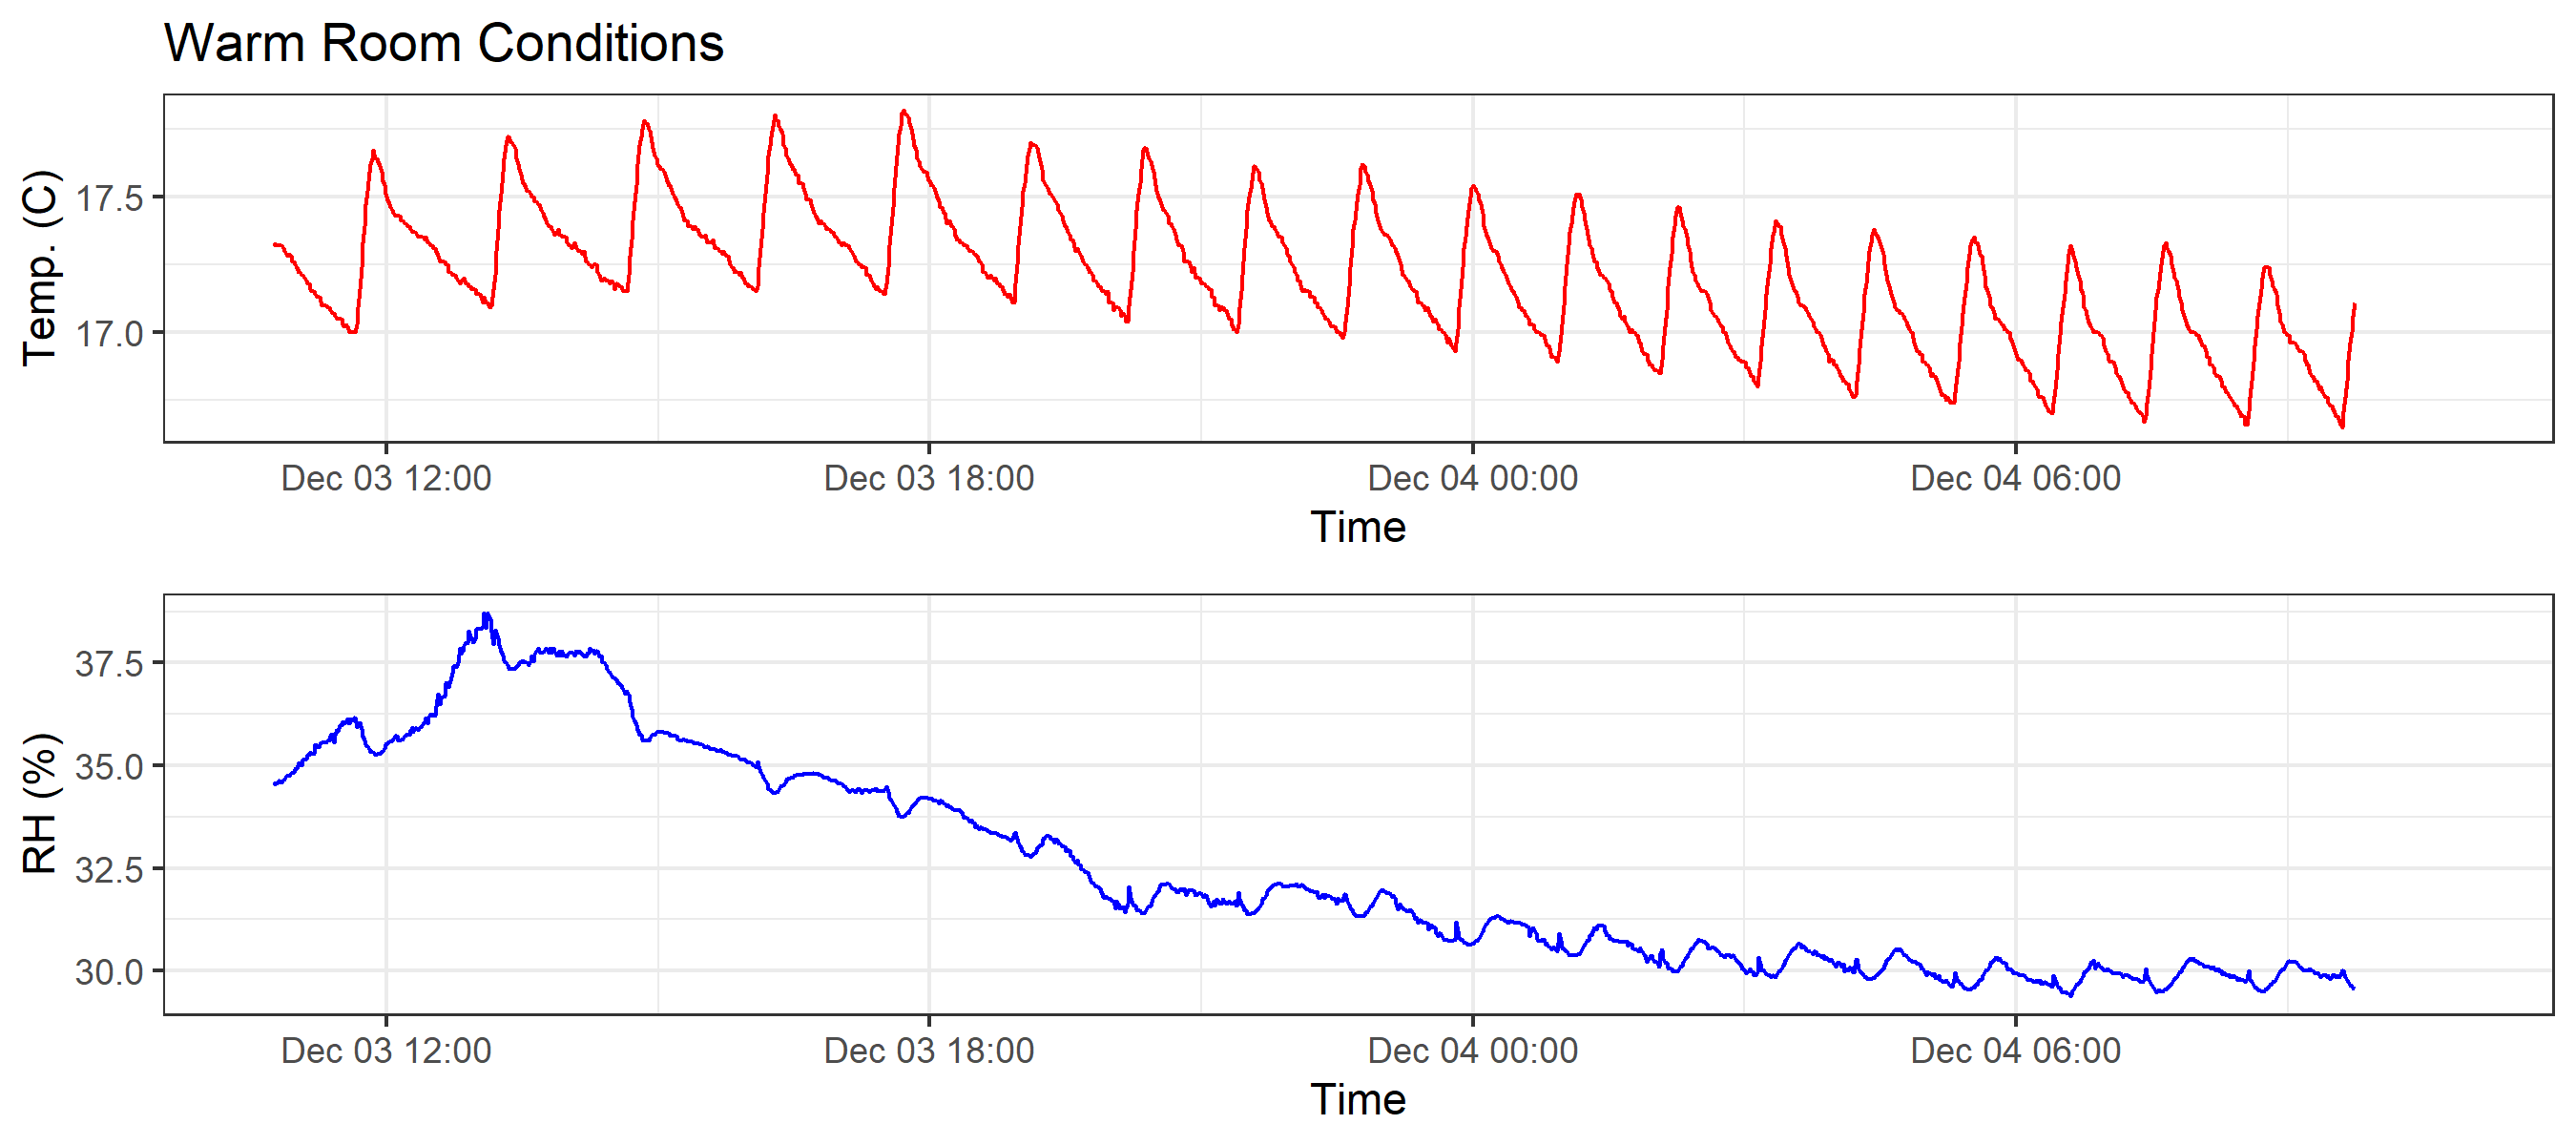 Warm Room Conditions
Temp. (C)
17.5
17.0
Dec 03 12:00 Dec 03 18:00 Dec 04 00:00 Dec 04 06:00
Time
RH (%)
37.5
35.0
32.5
30.0
Dec 03 12:00 Dec 03 18:00 Dec 04 00:00 Dec 04 06:00
Time